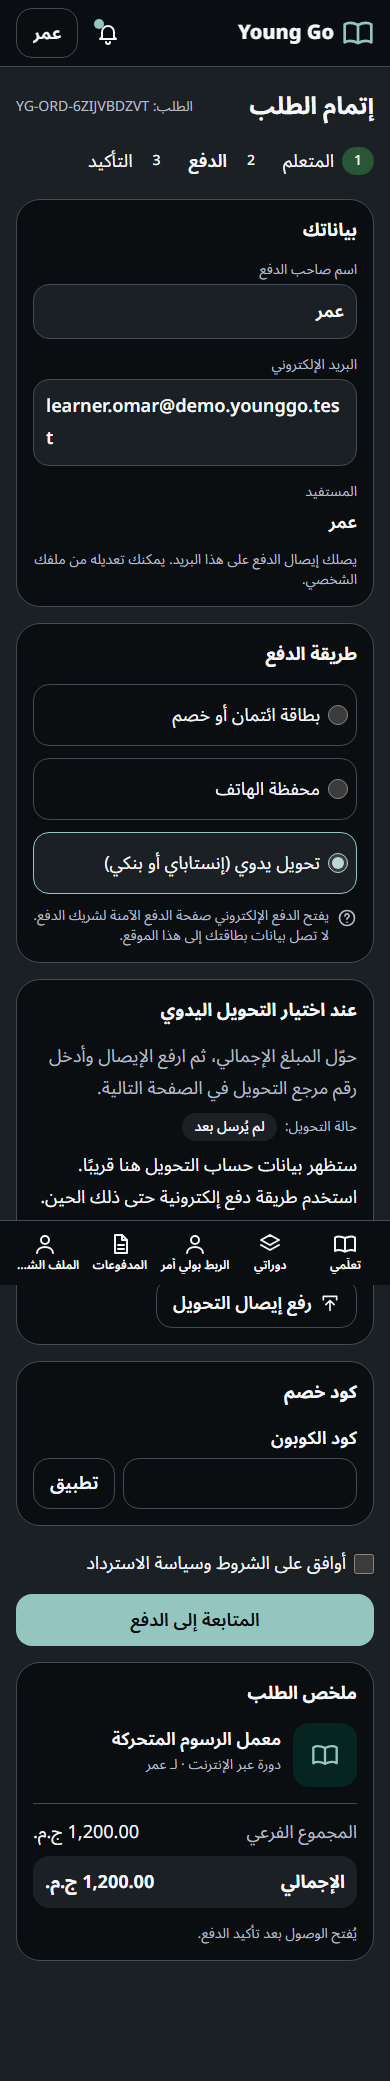 Young Go
عمر
إتمام الطلب
الطلب: YG-ORD-6ZIJVBDZVT
1 المتعلم 2 الدفع 3 التأكيد
بياناتك
اسم صاحب الدفع
عمر
البريد الإلكتروني
learner.omar@demo.younggo.tes
t
المستفيد
عمر
يصلك إيصال الدفع على هذا البريد. يمكنك تعديله من ملفك
الشخصي.
طريقة الدفع
بطاقة ائتمان أو خصم
محفظة الهاتف
تحويل يدوي (إنستاباي أو بنكي)
يفتح الدفع الإلكتروني صفحة الدفع الآمنة لشريك الدفع.
لا تصل بيانات بطاقتك إلى هذا الموقع.
عند اختيار التحويل اليدوي
حوّل المبلغ الإجمالي، ثم ارفع الإيصال وأدخل
رقم مرجع التحويل في الصفحة التالية.
حالة التحويل: لم يُرسل بعد
ستظهر بيانات حساب التحويل هنا قريبًا.
استخدم طريقة دفع إلكترونية حتى ذلك الحين.
تعلّمي
دوراتي
الربط بولي أمر
المدفوعات
الملف الشـ...
رفع إيصال التحويل
كود خصم
كود الكوبون
تطبيق
أوافق على الشروط وسياسة الاسترداد
المتابعة إلى الدفع
ملخص الطلب
معمل الرسوم المتحركة
دورة عبر الإنترنت · لـ عمر
المجموع الفرعي 1,200.00 ج.م.
الإجمالي 1,200.00 ج.م.
يُفتح الوصول بعد تأكيد الدفع.